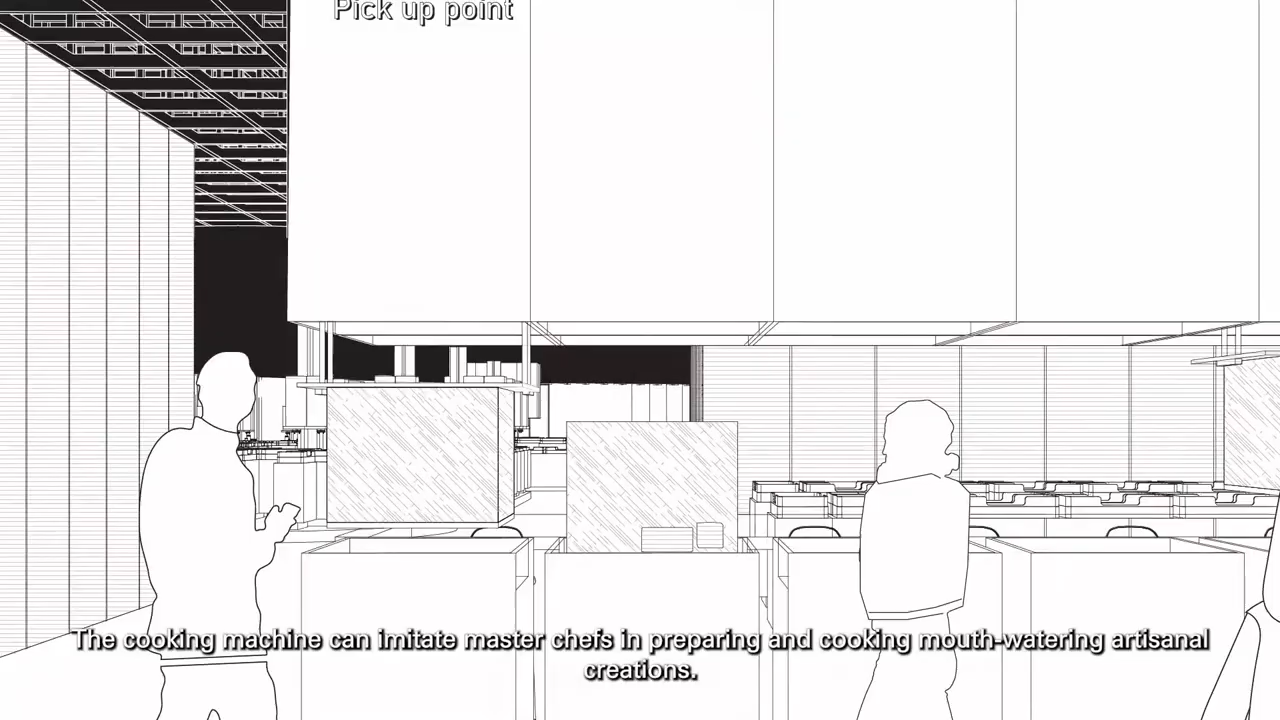 Pick up point
The cooking machine can imitate master chefs in preparing and cooking mouth-watering artisanal
creations.